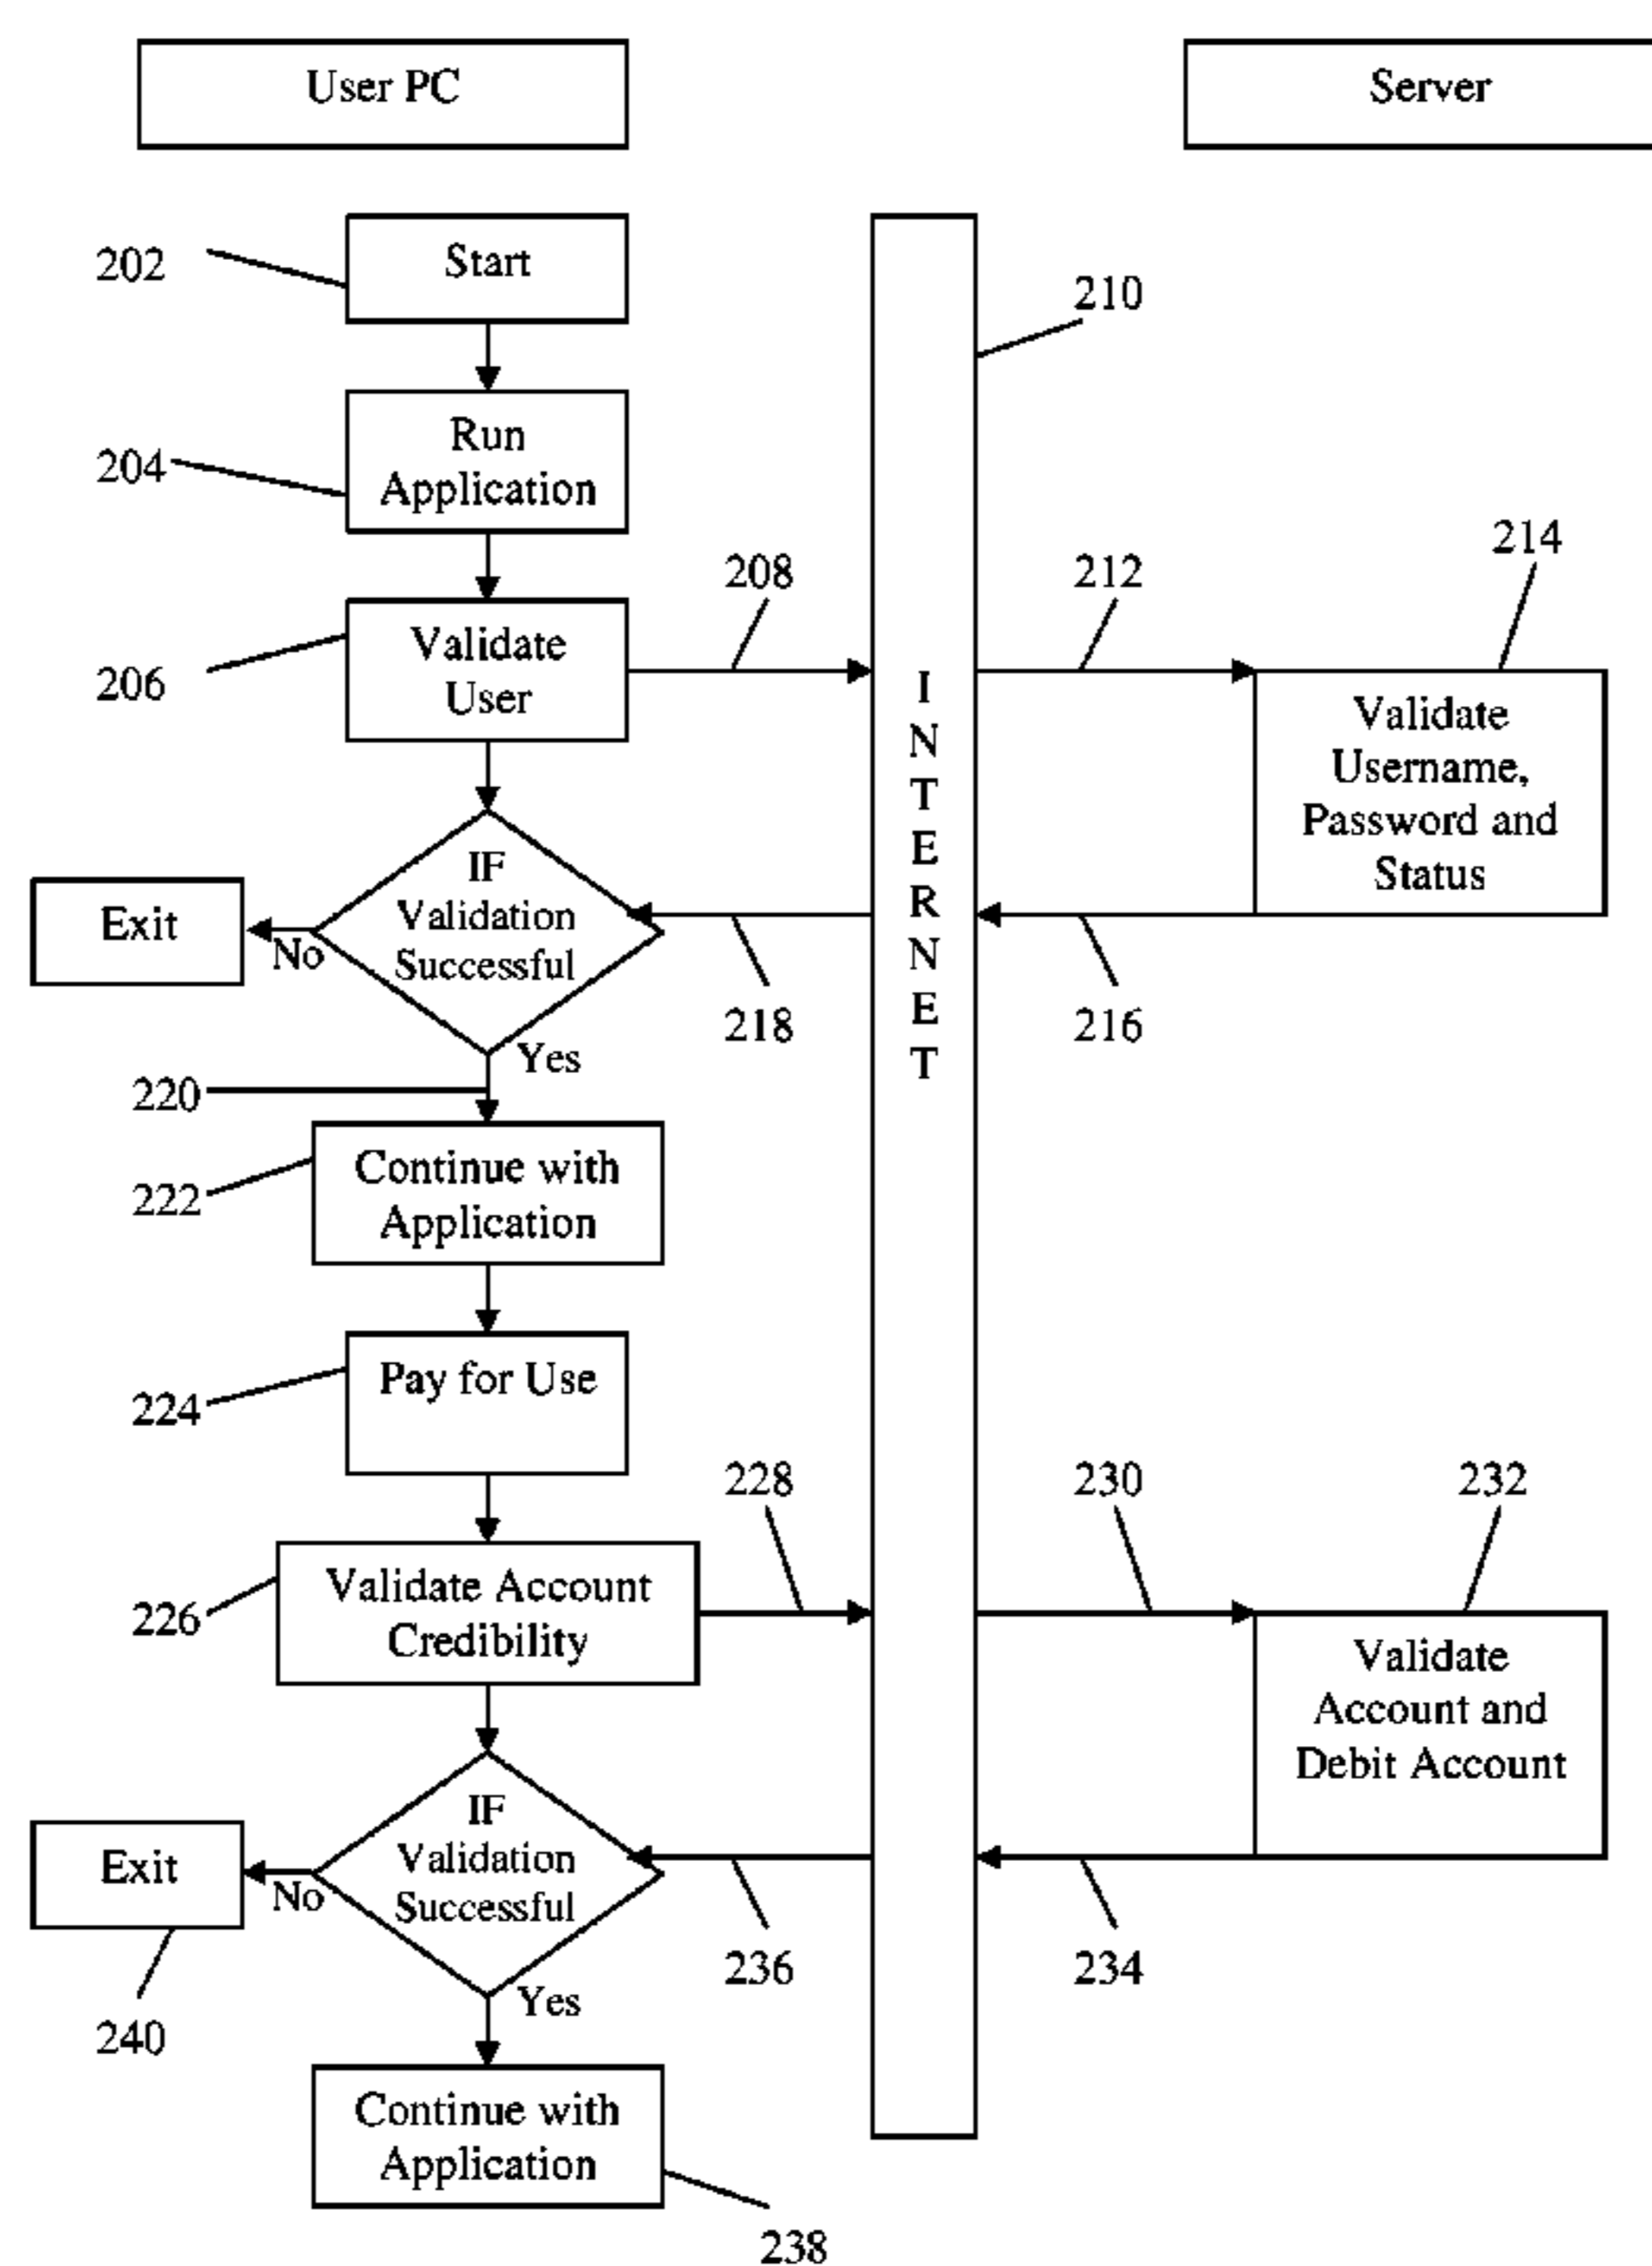 User PC
Server
202
Start
210
204
Run
Application
208
212
214
206
Validate
User
INTERNET
Validate
Username,
Password and
Status
IF
Validation
Successful
Exit
No
218
216
Yes
220
222
Continue with
Application
224
Pay for Use
228
230
232
226
Validate Account
Credibility
Validate
Account and
Debit Account
IF
Validation
Successful
Exit
No
236
234
Yes
240
Continue with
Application
238